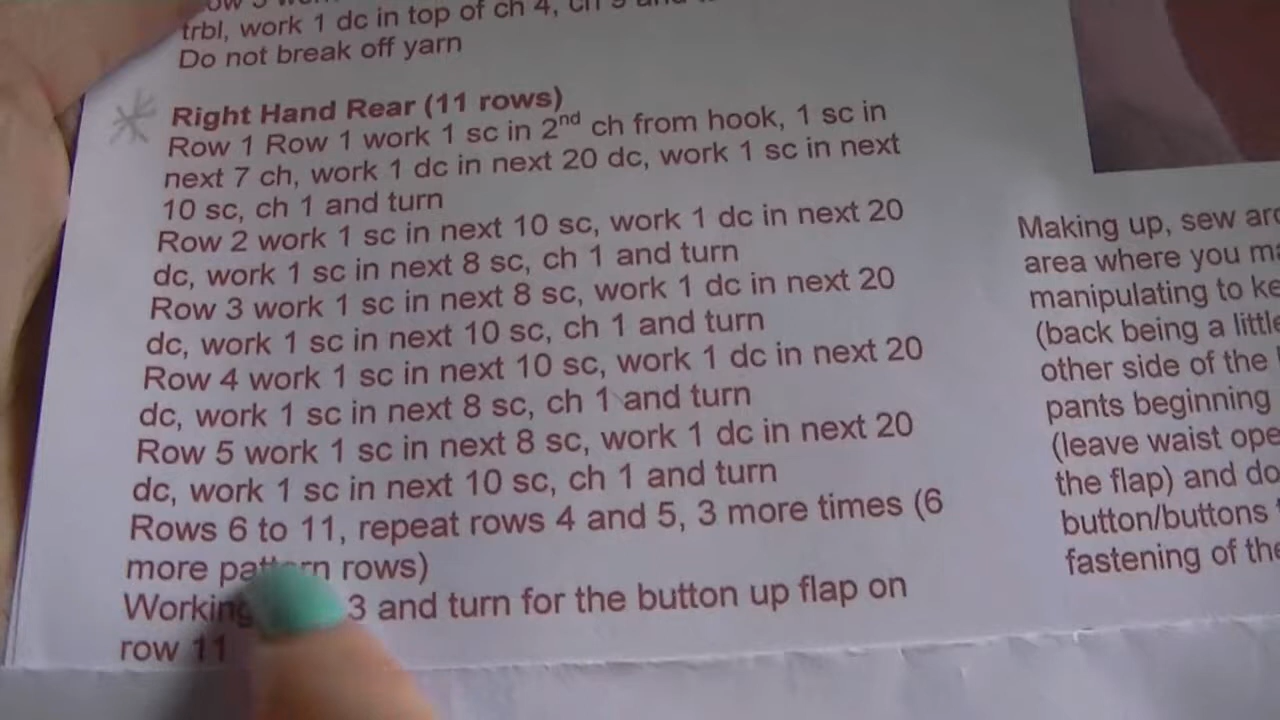 trbl, work 1 dc in top of ch 4,
Do not break off yarn
Right Hand Rear (11 rows)
Row 1 Row 1 work 1 sc in 2nd ch from hook, 1 sc in
next 7 ch, work 1 dc in next 20 dc, work 1 sc in next
10 sc, ch 1 and turn
Row 2 work 1 sc in next 10 sc, work 1 dc in next 20
dc, work 1 sc in next 8 sc, ch 1 and turn
Row 3 work 1 sc in next 8 sc, work 1 dc in next 20
dc, work 1 sc in next 10 sc, ch 1 and turn
Row 4 work 1 sc in next 10 sc, work 1 dc in next 20
dc, work 1 sc in next 8 sc, ch 1 and turn
Row 5 work 1 sc in next 8 sc, work 1 dc in next 20
dc, work 1 sc in next 10 sc, ch 1 and turn
Rows 6 to 11, repeat rows 4 and 5, 3 more times (6
more pattern rows)
Working 3 and turn for the button up flap on
row 11
Making up, sew
area where you
manipulating to
(back being a little
other side of the
pants beginning
(leave waist
the flap) and
button/buttons
fastening of the